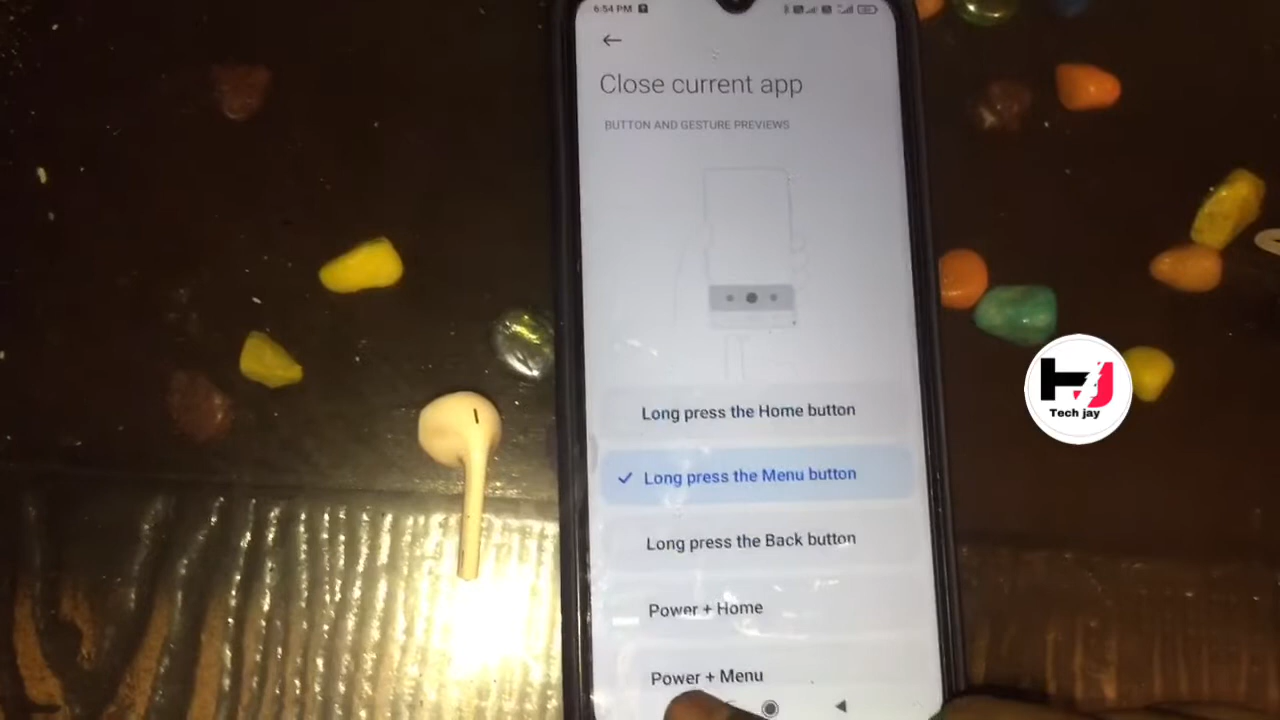 6:54 PM
Close current app
BUTTON AND GESTURE PREVIEWS
Long press the Home button
Long press the Menu button
Long press the Back button
Power + Home
Power + Menu
HJ
Tech jay